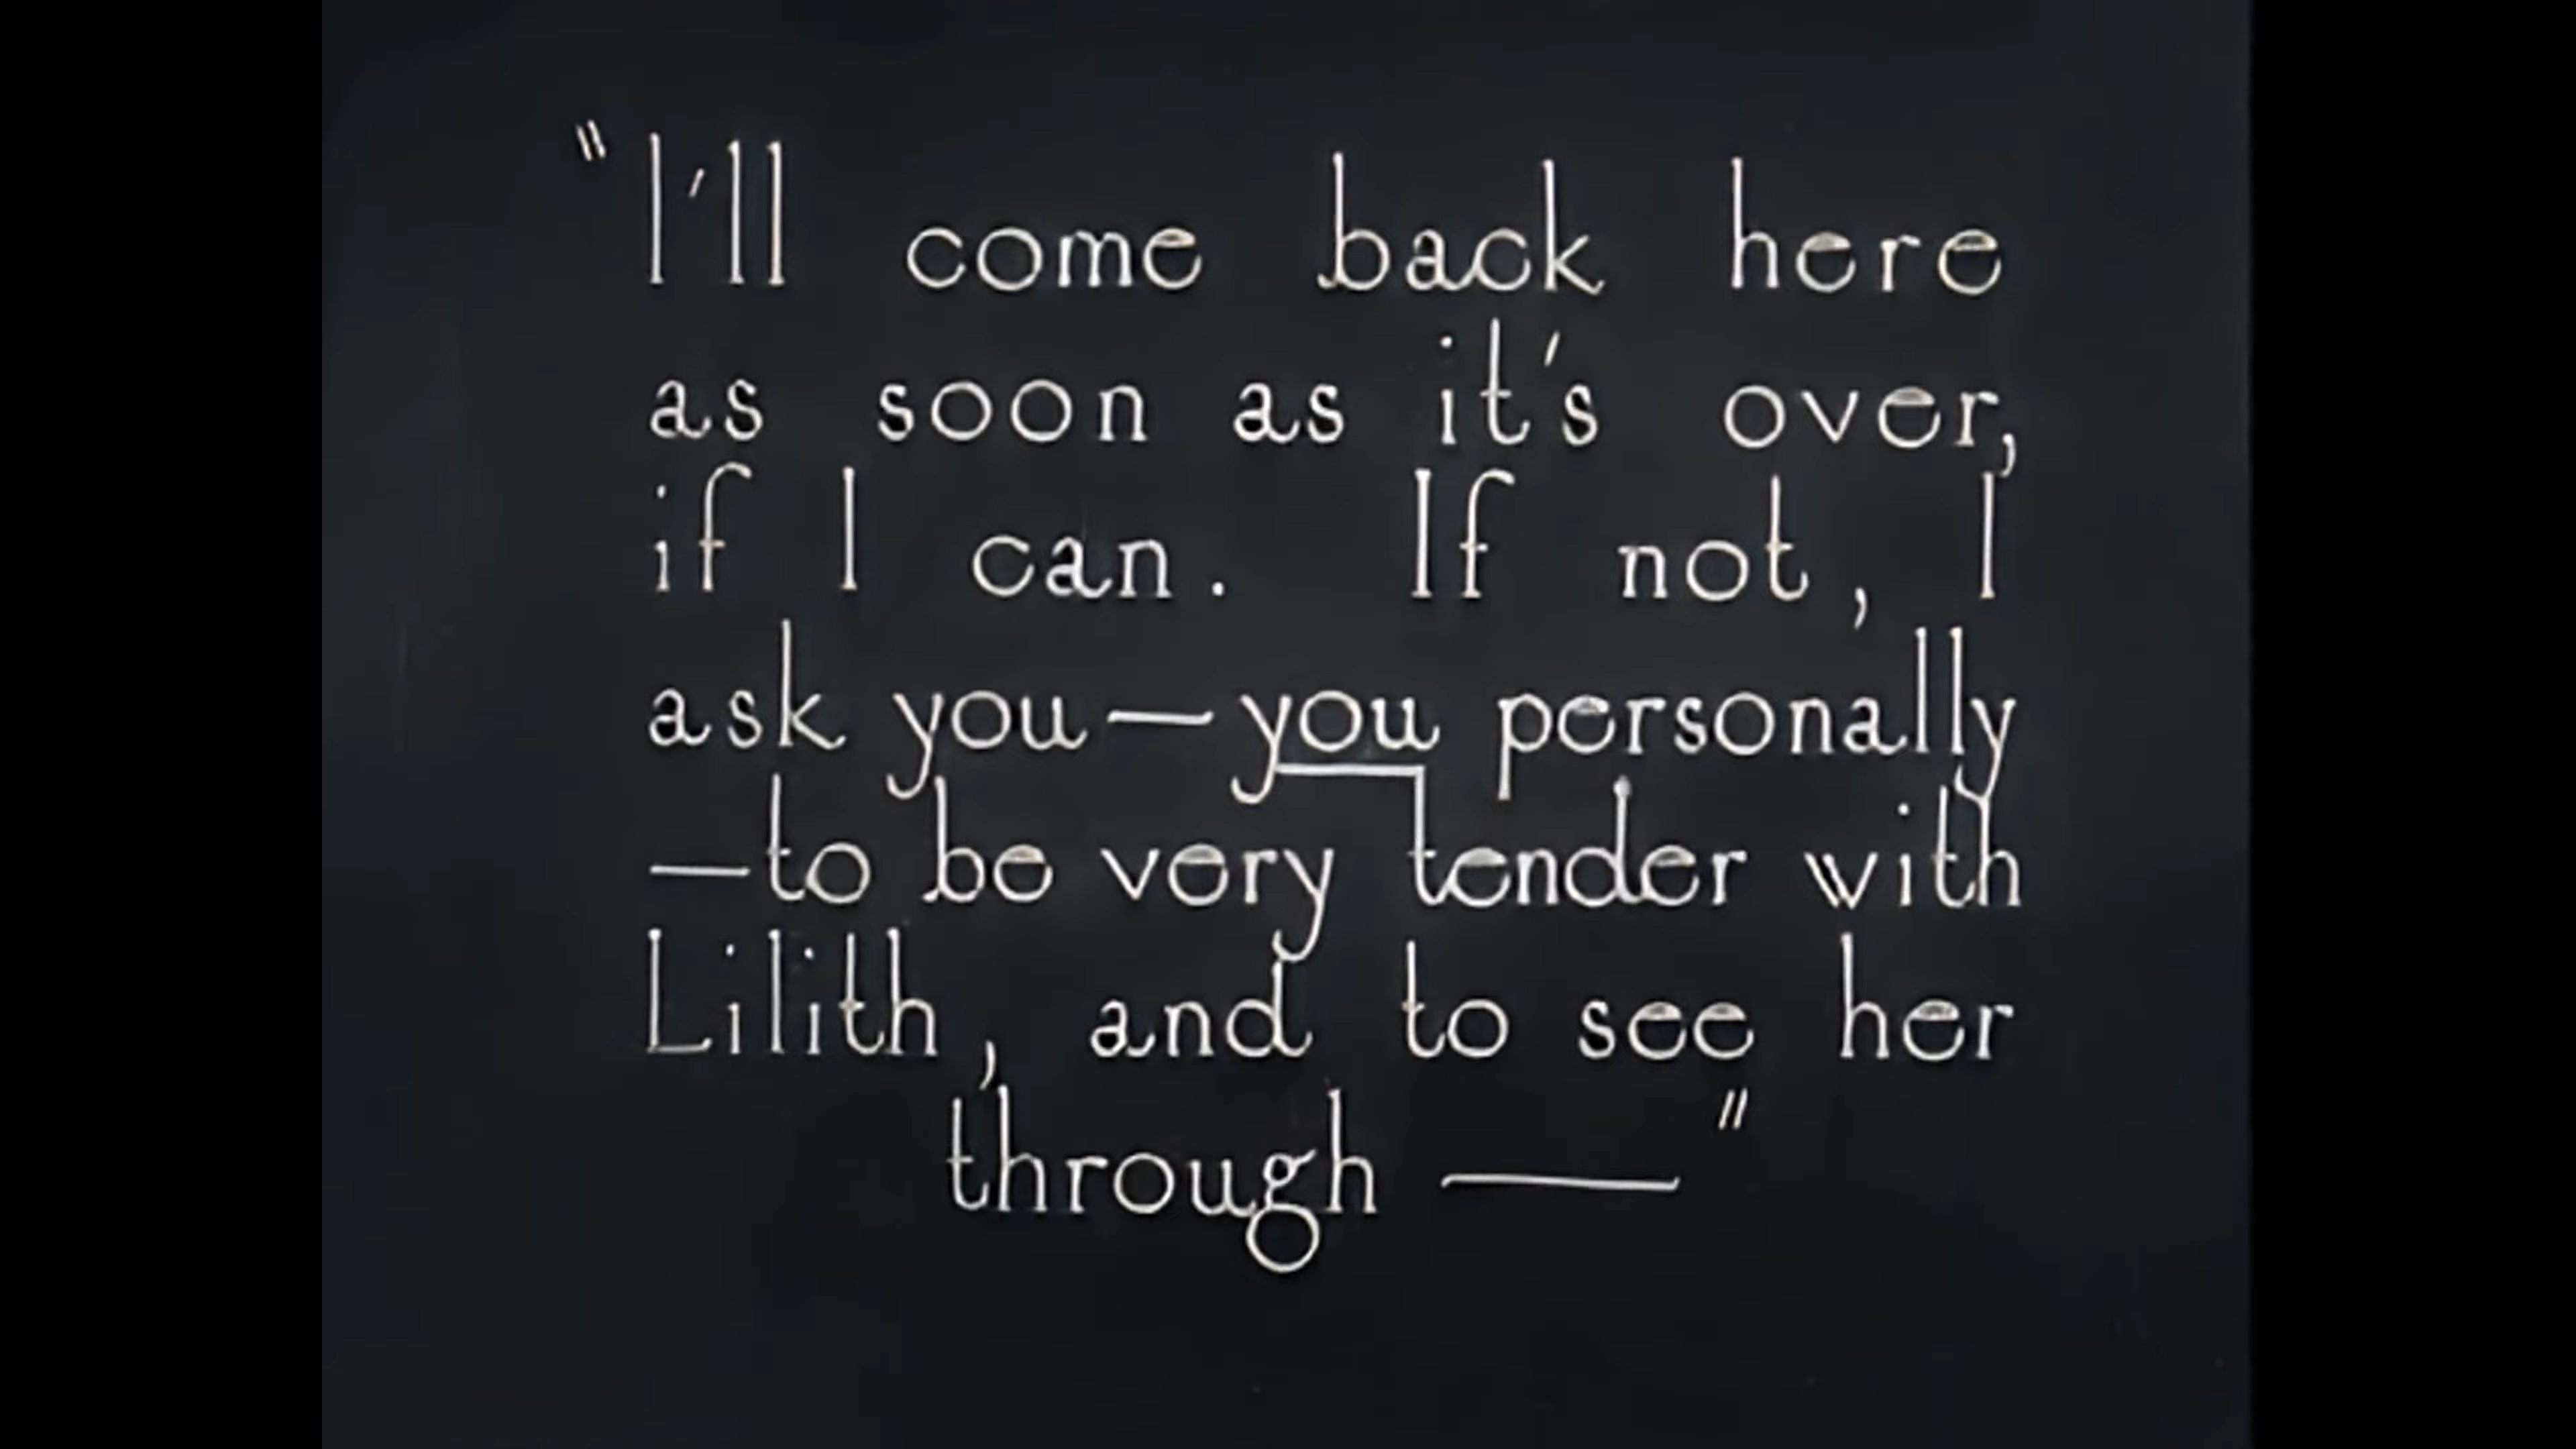 "I'll come back here
as soon as it's over,
if I can. If not, I
ask you—you personally
—to be very tender with
Lilith, and to see her
through —"